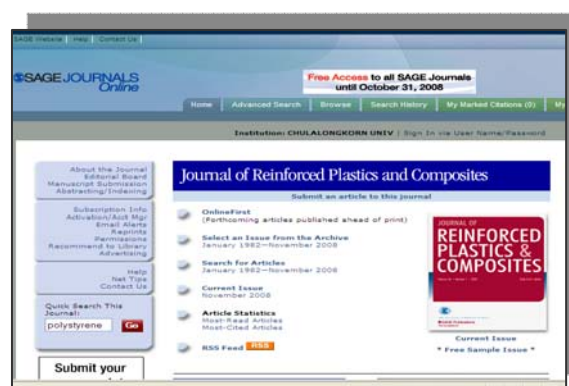 SAGE Website | Help | Contact Us
SAGE JOURNALS
Online
Free Access to all SAGE Journals
until October 31, 2008
Home
Advanced Search
Browse
Search History
My Marked Citations (0)
My
Institution: CHULALONGKORN UNIV | Sign In via User Name/Password
About the Journal
Editorial Board
Manuscript Submission
Abstracting/Indexing
Subscription Info
Activation/Acct Mgr
Email Alerts
Reprints
Permissions
Recommend to Library
Advertising
Help
Net Tips
Contact Us
Quick Search This
Journal:
polystyrene
Go
Submit your
Journal of Reinforced Plastics and Composites
Submit an article to this journal
OnlineFirst
(Forthcoming articles published ahead of print)
Select an Issue from the Archive
January 1982—November 2008
Search for Articles
January 1982—November 2008
Current Issue
November 2008
Article Statistics
Most-Read Articles
Most-Cited Articles
RSS Feed RSS
JOURNAL OF
REINFORCED
PLASTICS &
COMPOSITES
Current Issue
* Free Sample Issue *